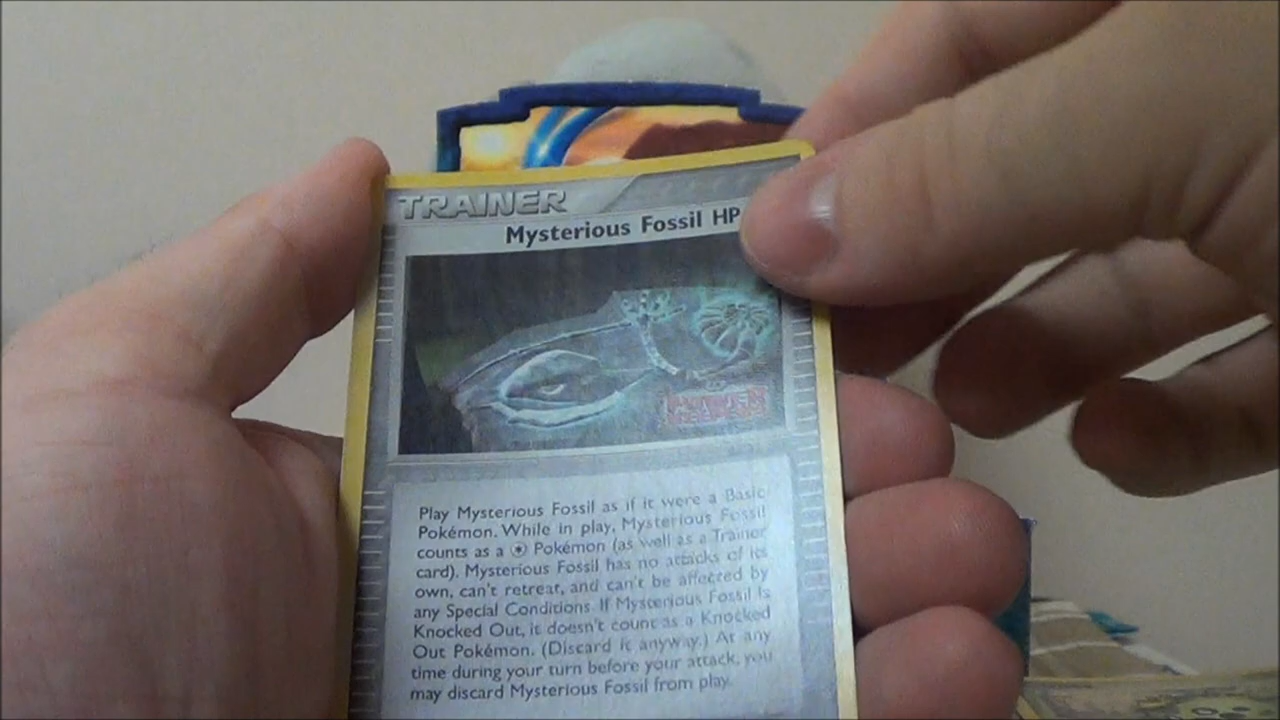 TRAINER
Mysterious Fossil HP
POWER
KEEPERS
Play Mysterious Fossil as if it were a Basic
Pokémon. While in play, Mysterious Fossil
counts as a Pokémon (as well as a Trainer
card). Mysterious Fossil has no attacks of its
own, can't retreat, and can't be affected by
any Special Conditions. If Mysterious Fossil is
Knocked Out, it doesn't count as a Knocked
Out Pokémon. (Discard it anyway.) At any
time during your turn before your attack, you
may discard Mysterious Fossil from play.